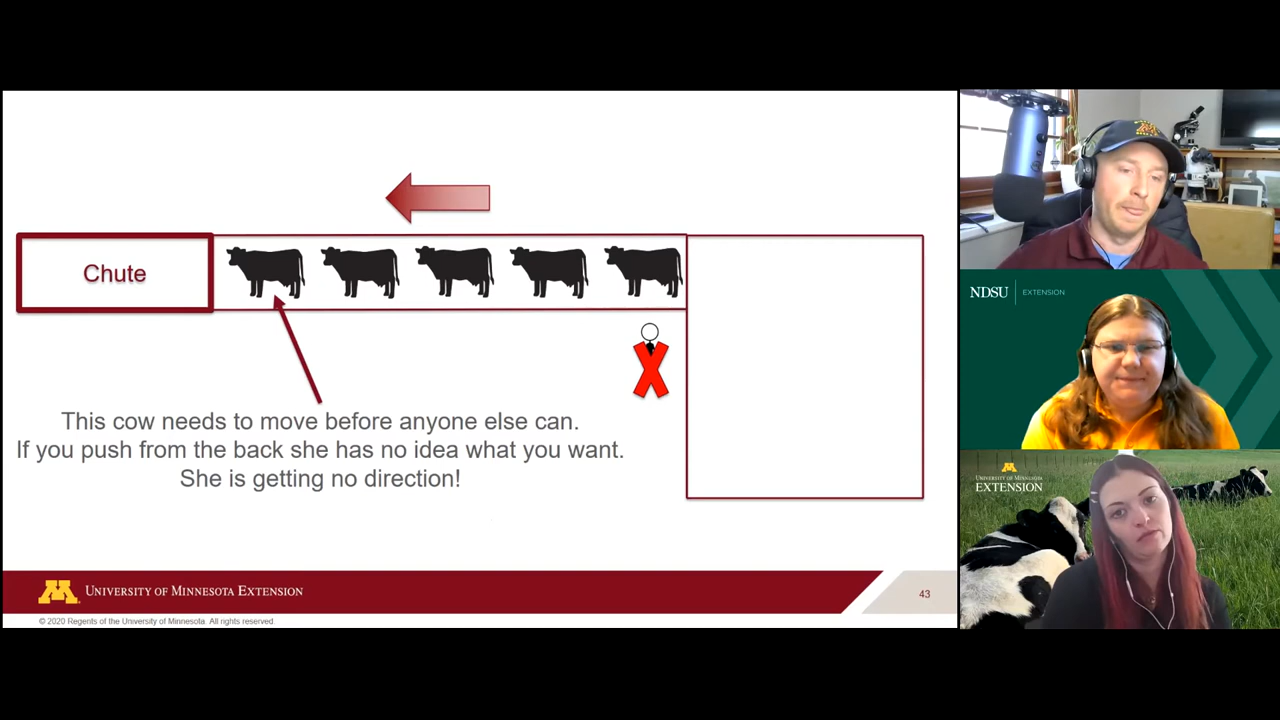 Chute
This cow needs to move before anyone else can.
If you push from the back she has no idea what you want.
She is getting no direction!
UNIVERSITY OF MINNESOTA EXTENSION
43
© 2020 Regents of the University of Minnesota. All rights reserved.
NDSU EXTENSION
UNIVERSITY OF MINNESOTA
EXTENSION